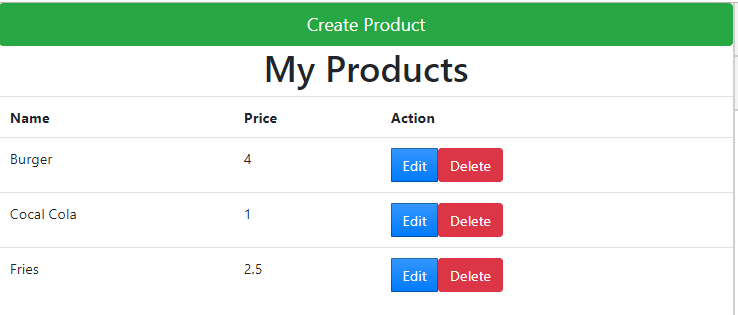 Create Product
My Products
Name Price Action
Burger 4 Edit Delete
Cocal Cola 1 Edit Delete
Fries 2.5 Edit Delete